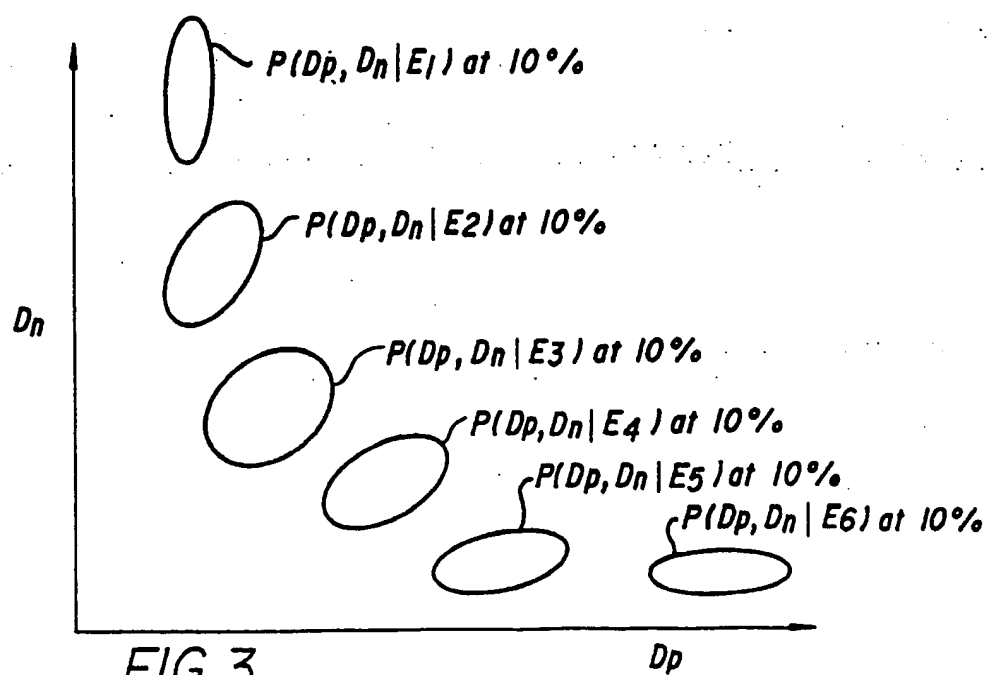 P(Dp, Dn | E1) at 10%
P(Dp, Dn | E2) at 10%
Dn
P(Dp, Dn | E3) at 10%
P(Dp, Dn | E4) at 10%
P(Dp, Dn | E5) at 10%
P(Dp, Dn | E6) at 10%
Dp
FIG 3